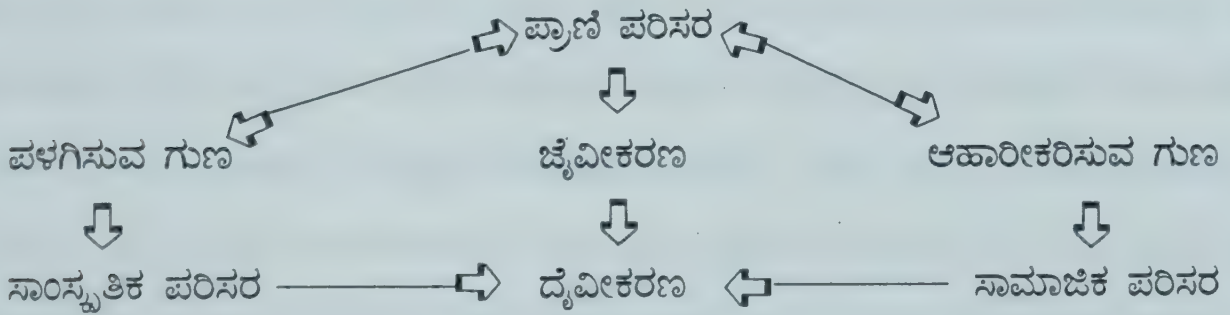 ಪ್ರಾಣಿ ಪರಿಸರ
ಪಳಗಿಸುವ ಗುಣ ಜೈವೀಕರಣ ಆಹಾರೀಕರಿಸುವ ಗುಣ
ಸಾಂಸ್ಕೃತಿಕ ಪರಿಸರ ದೈವೀಕರಣ ಸಾಮಾಜಿಕ ಪರಿಸರ